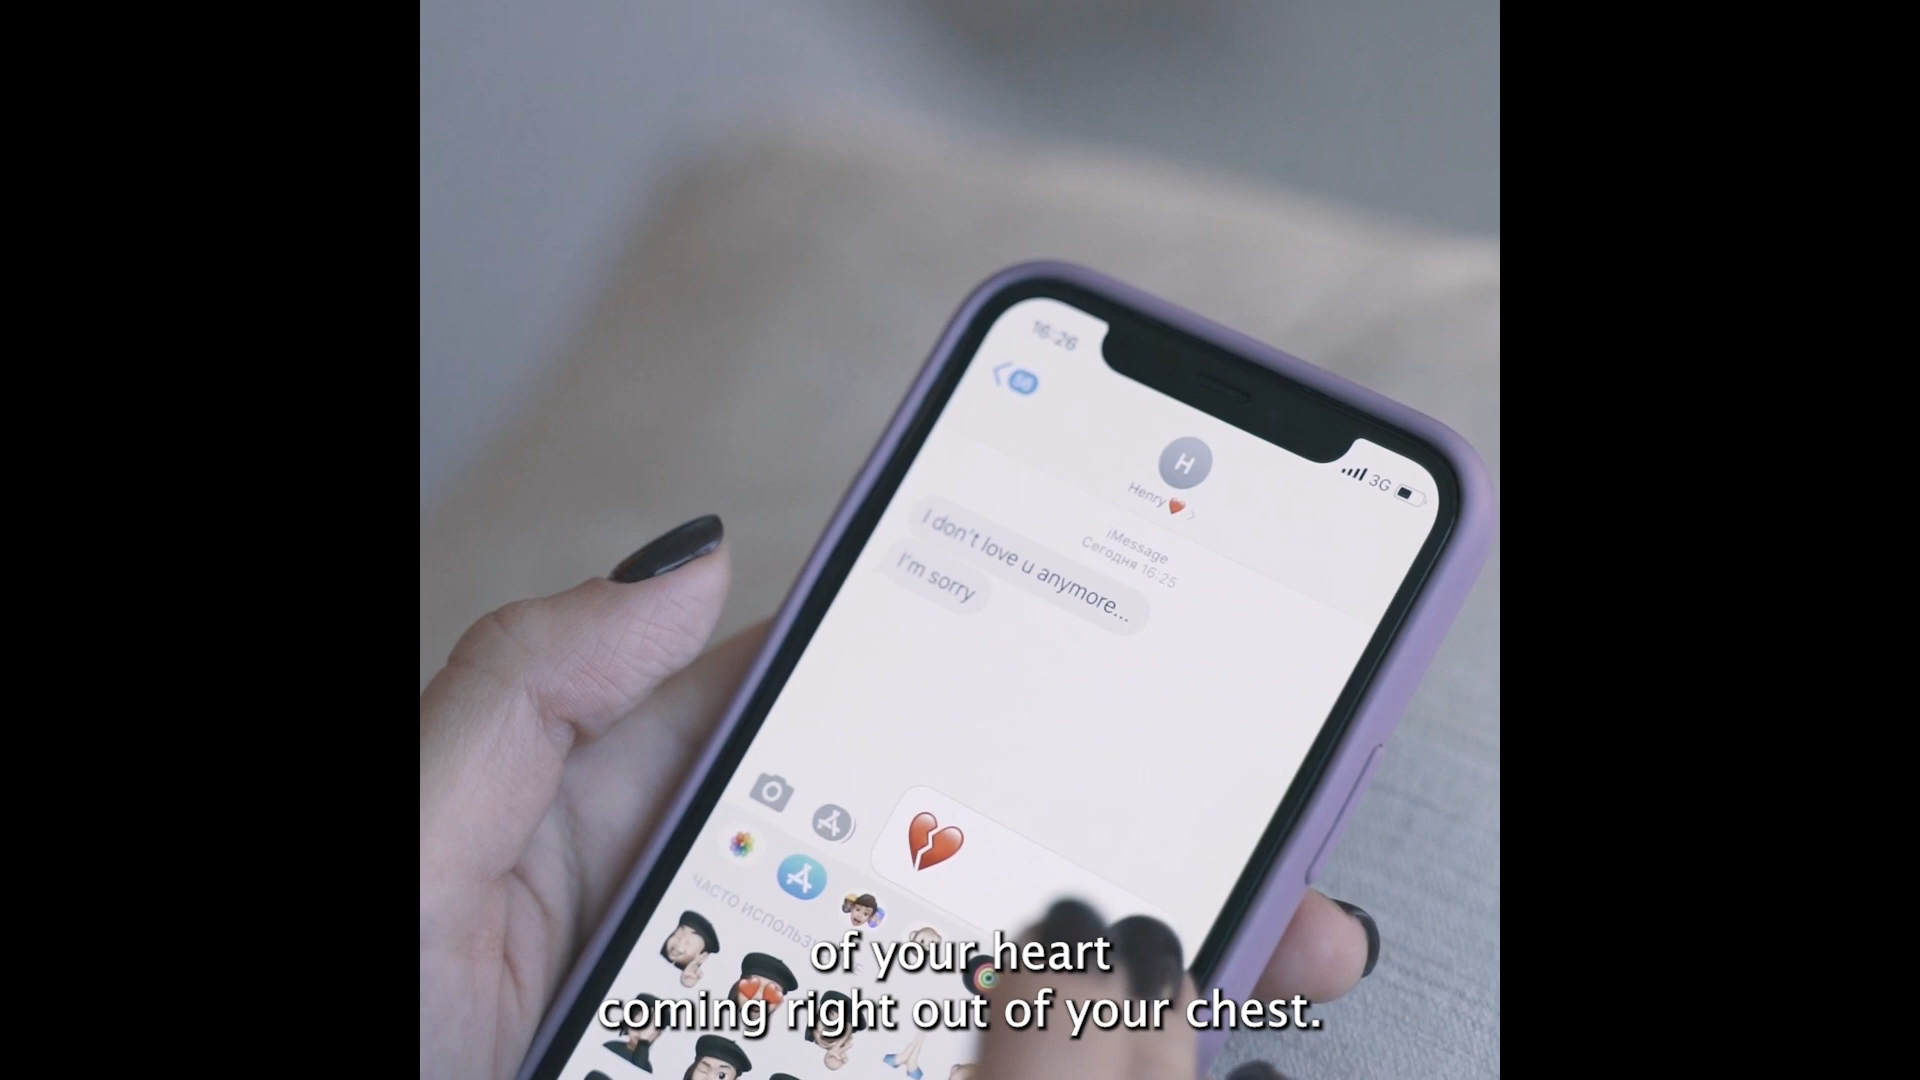 16:26
3G
H
Henry
iMessage
Сегодня 16:25
I don't love u anymore...
I'm sorry
of your heart
coming right out of your chest.